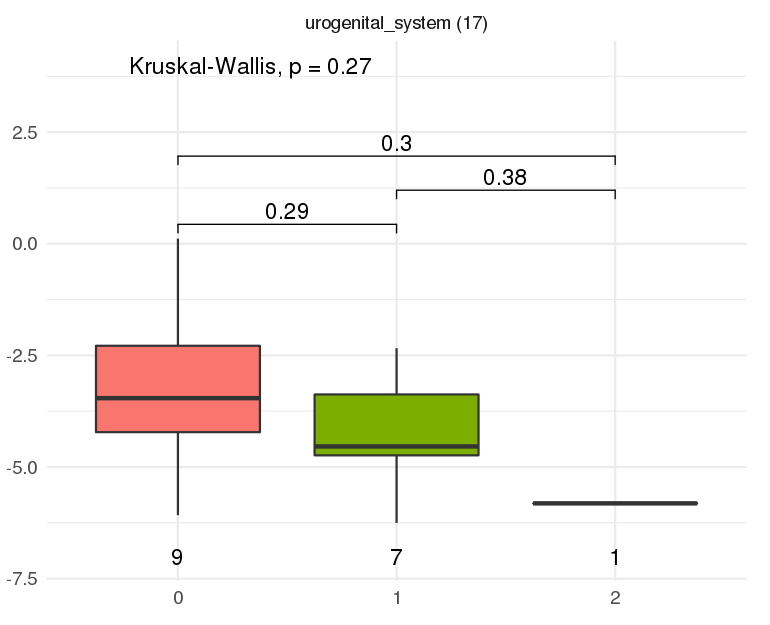 urogenital_system (17)
Kruskal-Wallis, p = 0.27
2.5
0.3
0.38
0.29
0.0
-2.5
-5.0
9 7 1
-7.5
0 1 2